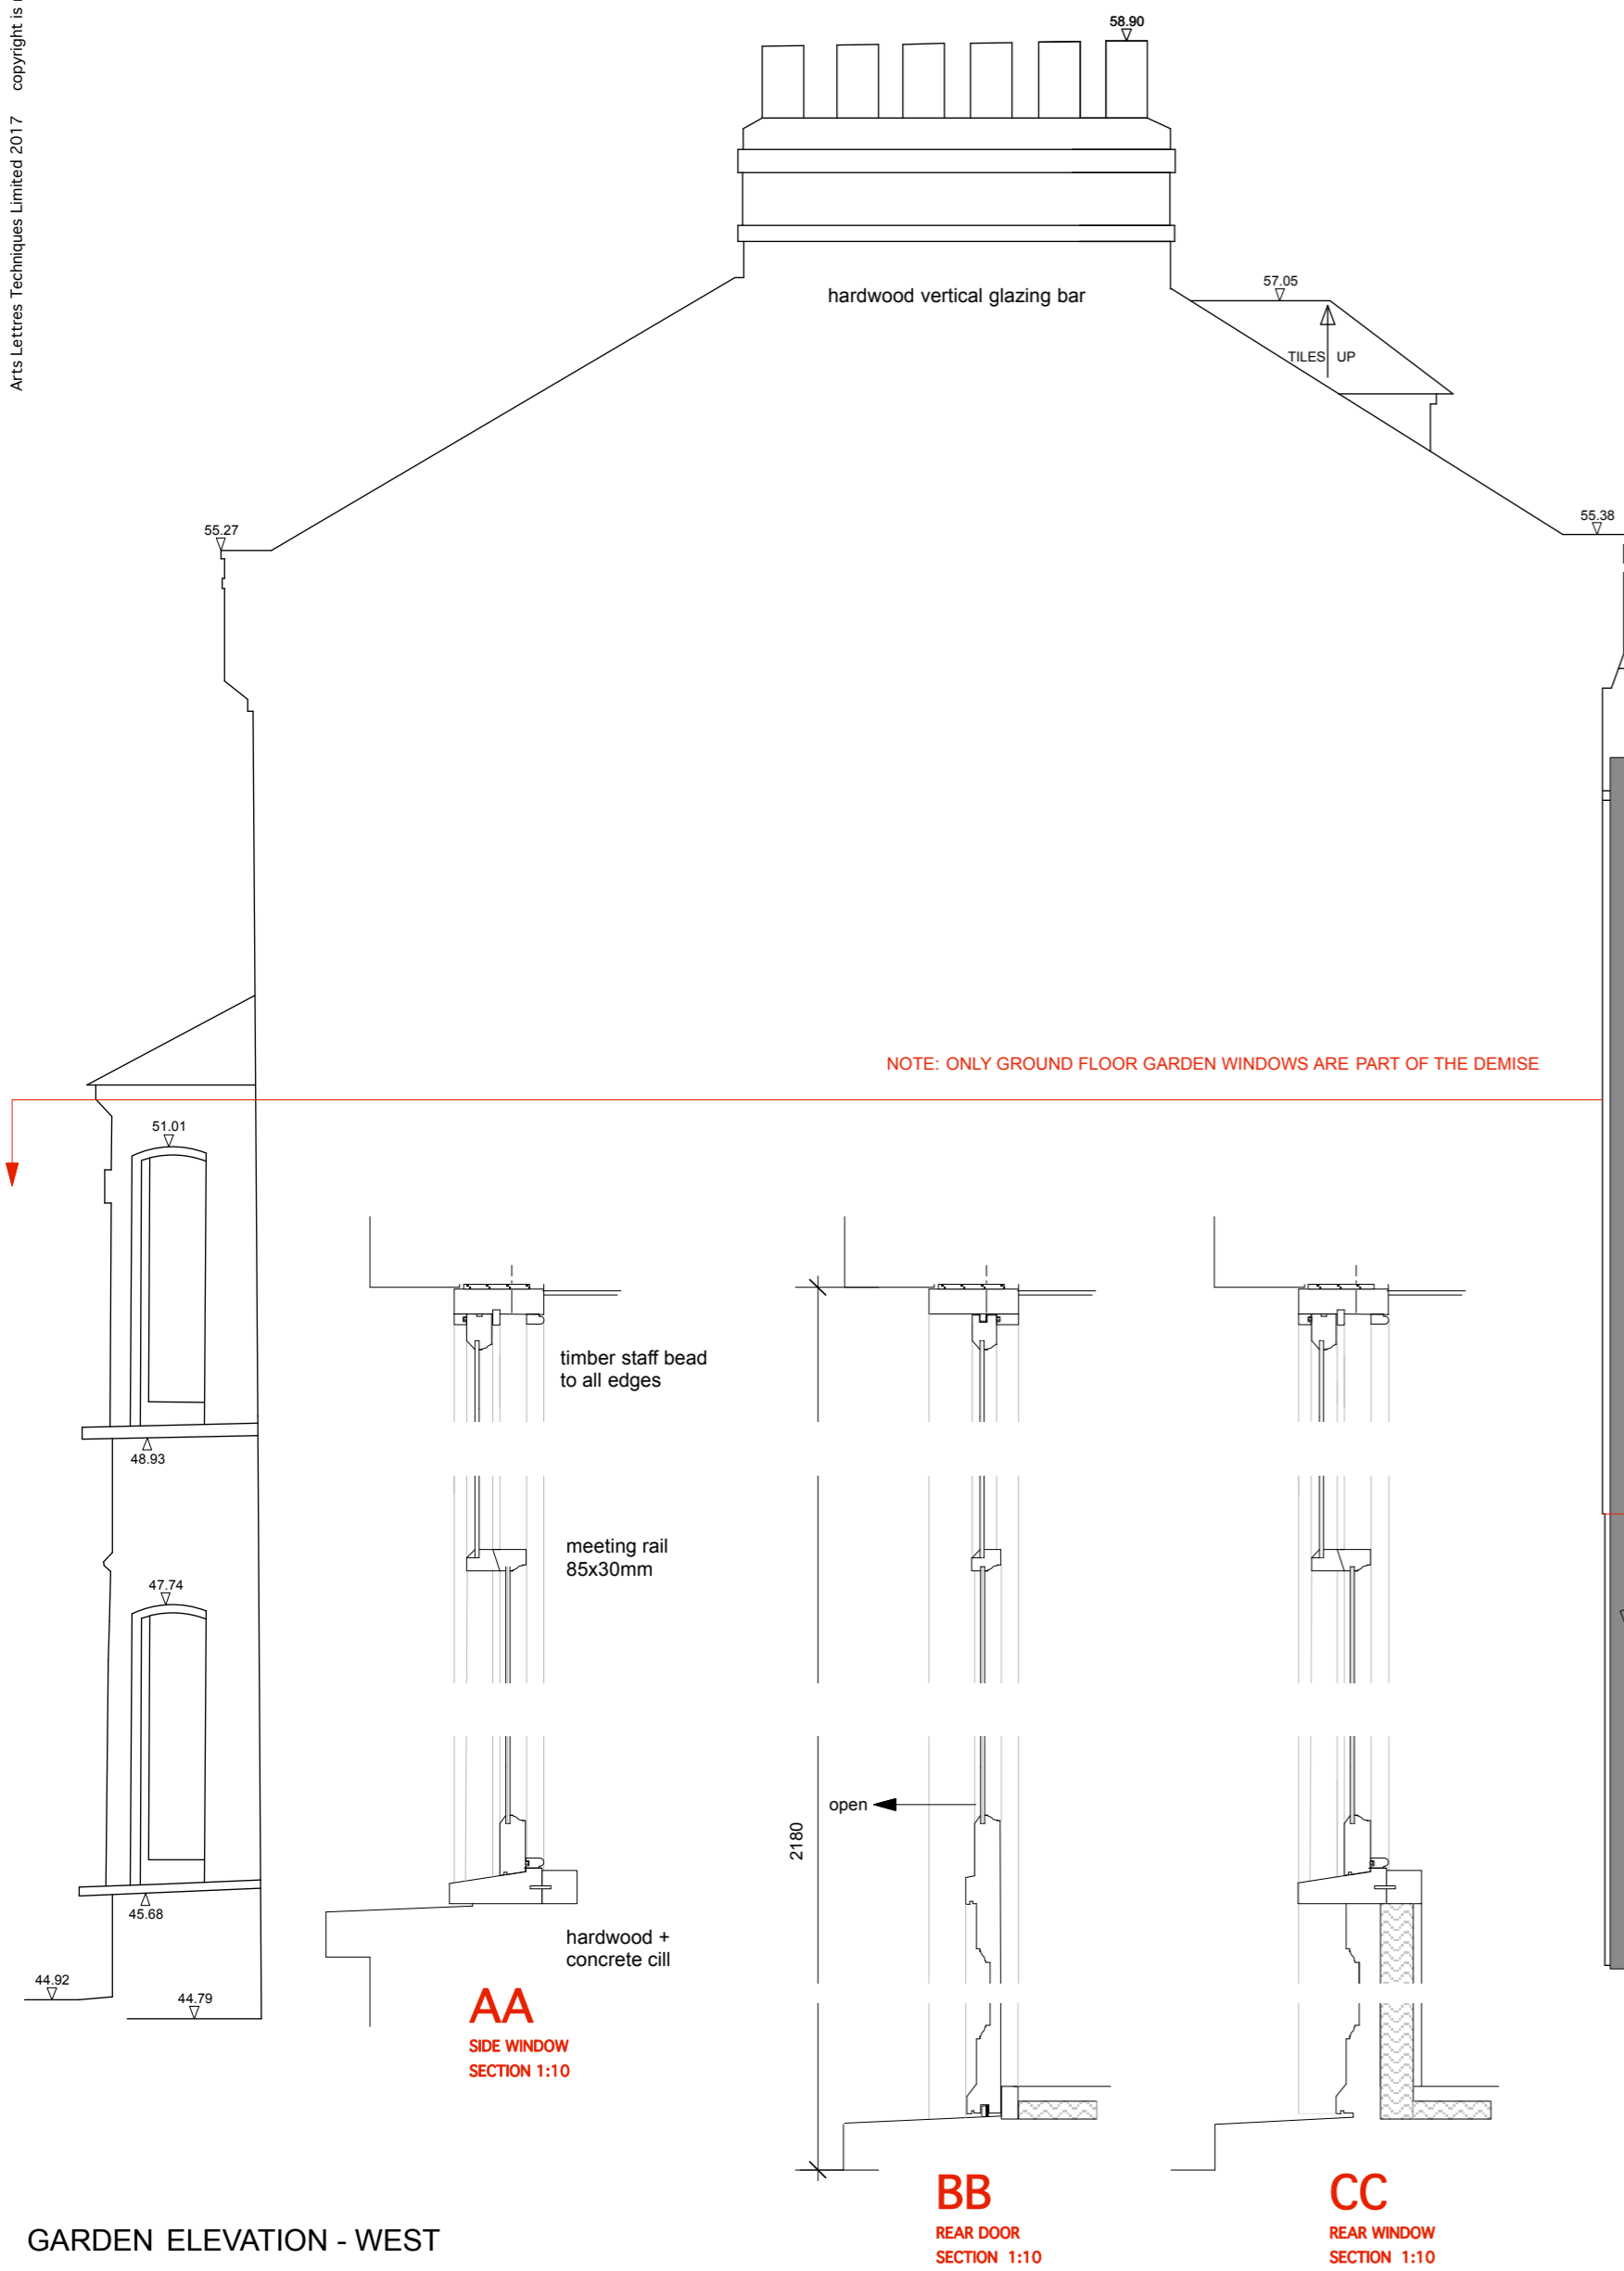 Arts Lettres Techniques Limited 2017 copyright is
58.90
hardwood vertical glazing bar
57.05
TILES UP
55.27
55.38
NOTE: ONLY GROUND FLOOR GARDEN WINDOWS ARE PART OF THE DEMISE
51.01
timber staff bead
to all edges
48.93
meeting rail
85x30mm
47.74
open
2180
45.68
hardwood +
concrete cill
44.92
44.79
AA
SIDE WINDOW
SECTION 1:10
BB
REAR DOOR
SECTION 1:10
CC
REAR WINDOW
SECTION 1:10
GARDEN ELEVATION - WEST